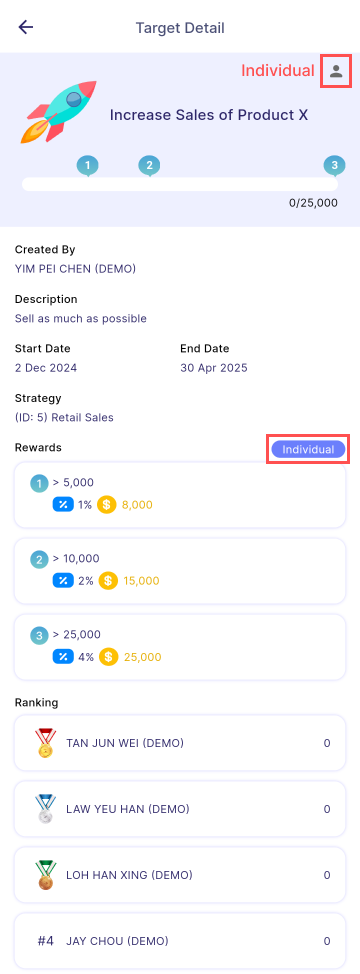 Target Detail
Individual
Increase Sales of Product X
1 2 3
0/25,000
Created By
YIM PEI CHEN (DEMO)
Description
Sell as much as possible
Start Date End Date
2 Dec 2024 30 Apr 2025
Strategy
(ID: 5) Retail Sales
Rewards Individual
1 > 5,000
% 1% $ 8,000
2 > 10,000
% 2% $ 15,000
3 > 25,000
% 4% $ 25,000
Ranking
TAN JUN WEI (DEMO) 0
LAW YEU HAN (DEMO) 0
LOH HAN XING (DEMO) 0
#4 JAY CHOU (DEMO) 0